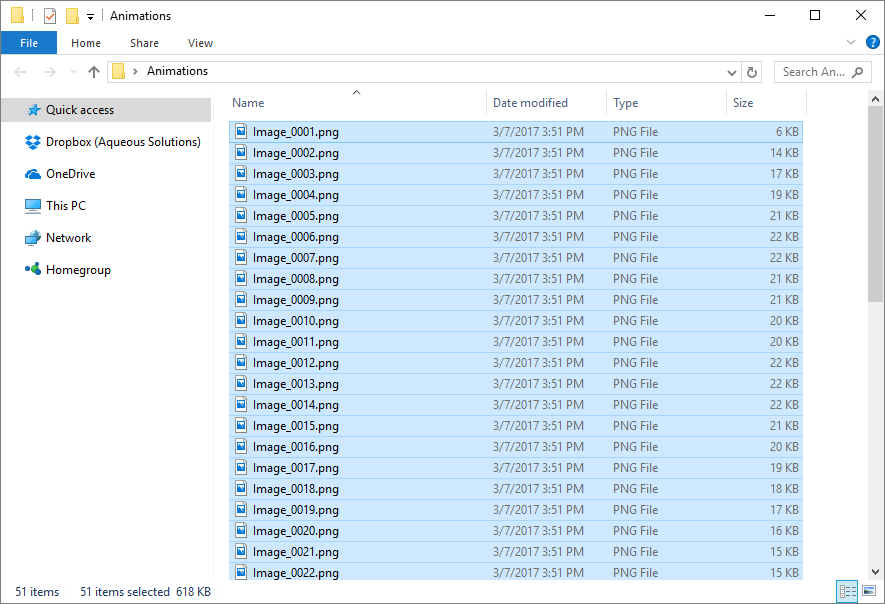 Animations
File Home Share View
Animations
Search An...
Quick access
Dropbox (Aqueous Solutions)
OneDrive
This PC
Network
Homegroup
Name Date modified Type Size
Image_0001.png 3/7/2017 3:51 PM PNG File 6 KB
Image_0002.png 3/7/2017 3:51 PM PNG File 14 KB
Image_0003.png 3/7/2017 3:51 PM PNG File 17 KB
Image_0004.png 3/7/2017 3:51 PM PNG File 19 KB
Image_0005.png 3/7/2017 3:51 PM PNG File 21 KB
Image_0006.png 3/7/2017 3:51 PM PNG File 22 KB
Image_0007.png 3/7/2017 3:51 PM PNG File 22 KB
Image_0008.png 3/7/2017 3:51 PM PNG File 21 KB
Image_0009.png 3/7/2017 3:51 PM PNG File 21 KB
Image_0010.png 3/7/2017 3:51 PM PNG File 20 KB
Image_0011.png 3/7/2017 3:51 PM PNG File 20 KB
Image_0012.png 3/7/2017 3:51 PM PNG File 22 KB
Image_0013.png 3/7/2017 3:51 PM PNG File 22 KB
Image_0014.png 3/7/2017 3:51 PM PNG File 22 KB
Image_0015.png 3/7/2017 3:51 PM PNG File 21 KB
Image_0016.png 3/7/2017 3:51 PM PNG File 20 KB
Image_0017.png 3/7/2017 3:51 PM PNG File 19 KB
Image_0018.png 3/7/2017 3:51 PM PNG File 18 KB
Image_0019.png 3/7/2017 3:51 PM PNG File 17 KB
Image_0020.png 3/7/2017 3:51 PM PNG File 16 KB
Image_0021.png 3/7/2017 3:51 PM PNG File 15 KB
Image_0022.png 3/7/2017 3:51 PM PNG File 15 KB
51 items 51 items selected 618 KB